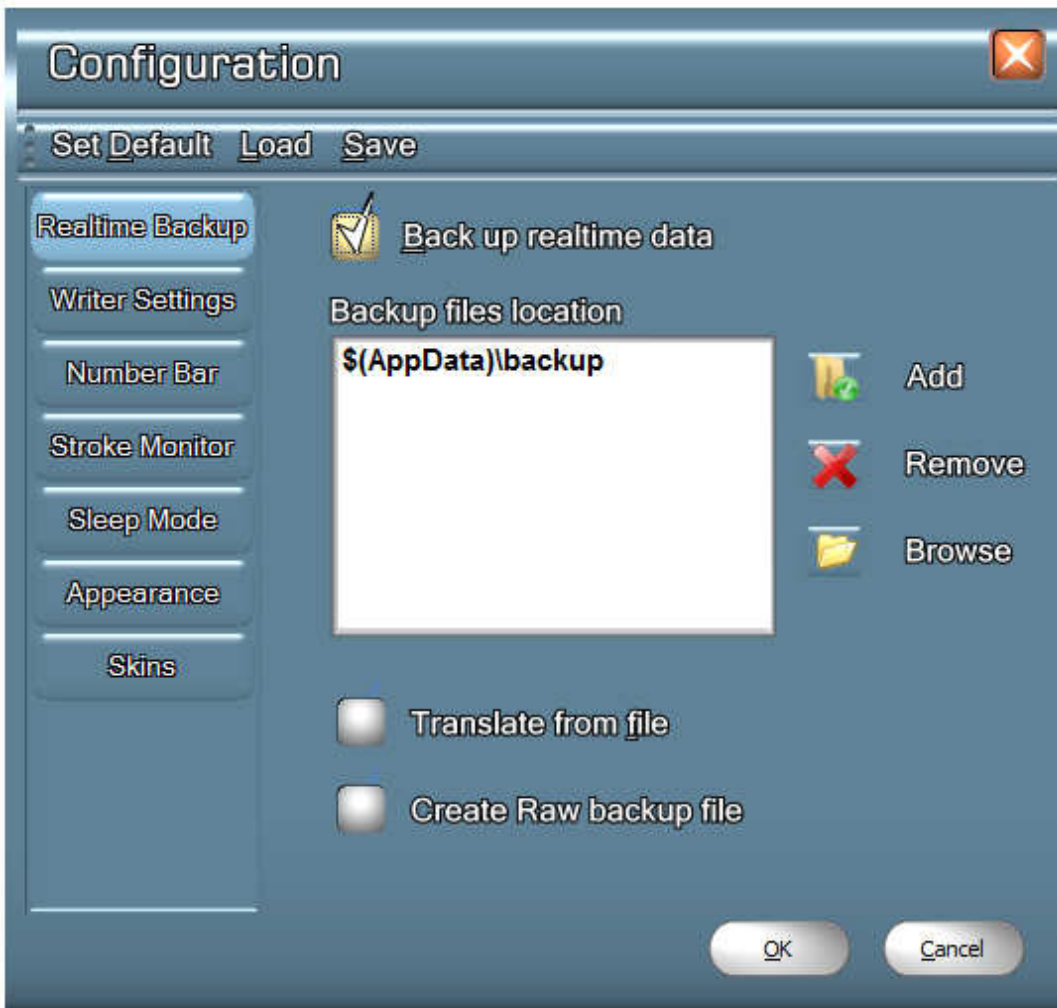 Configuration
Set Default Load Save
Realtime Backup
Writer Settings
Number Bar
Stroke Monitor
Sleep Mode
Appearance
Skins
Back up realtime data
Backup files location
$(AppData)\backup
Add
Remove
Browse
Translate from file
Create Raw backup file
OK Cancel